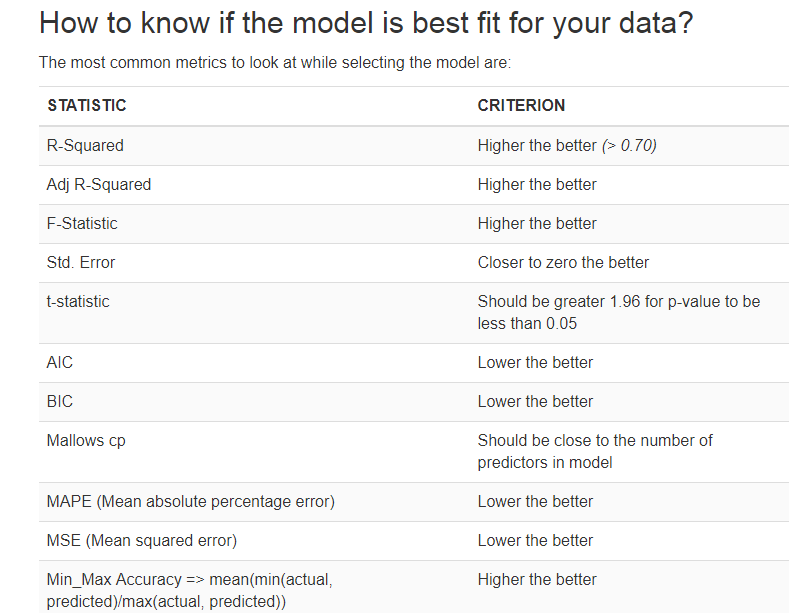 How to know if the model is best fit for your data?
The most common metrics to look at while selecting the model are:
STATISTIC CRITERION
R-Squared Higher the better (> 0.70)
Adj R-Squared Higher the better
F-Statistic Higher the better
Std. Error Closer to zero the better
t-statistic Should be greater 1.96 for p-value to be
less than 0.05
AIC Lower the better
BIC Lower the better
Mallows cp Should be close to the number of
predictors in model
MAPE (Mean absolute percentage error) Lower the better
MSE (Mean squared error) Lower the better
Min_Max Accuracy => mean(min(actual, Higher the better
predicted)/max(actual, predicted))